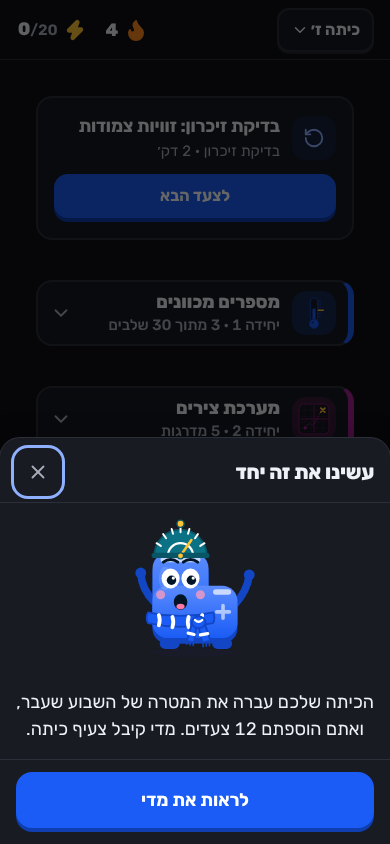 כיתה ז׳
4
0/20
בדיקת זיכרון: זוויות צמודות
בדיקת זיכרון • 2 דק׳
לצעד הבא
מספרים מכוונים
יחידה 1 • 3 מתוך 30 שלבים
מערכת צירים
יחידה 2 • 5 מדרגות
עשינו את זה יחד
הכיתה שלכם עברה את המטרה של השבוע שעבר,
ואתם הוספתם 12 צעדים. מדי קיבל צעיף כיתה.
לראות את מדי